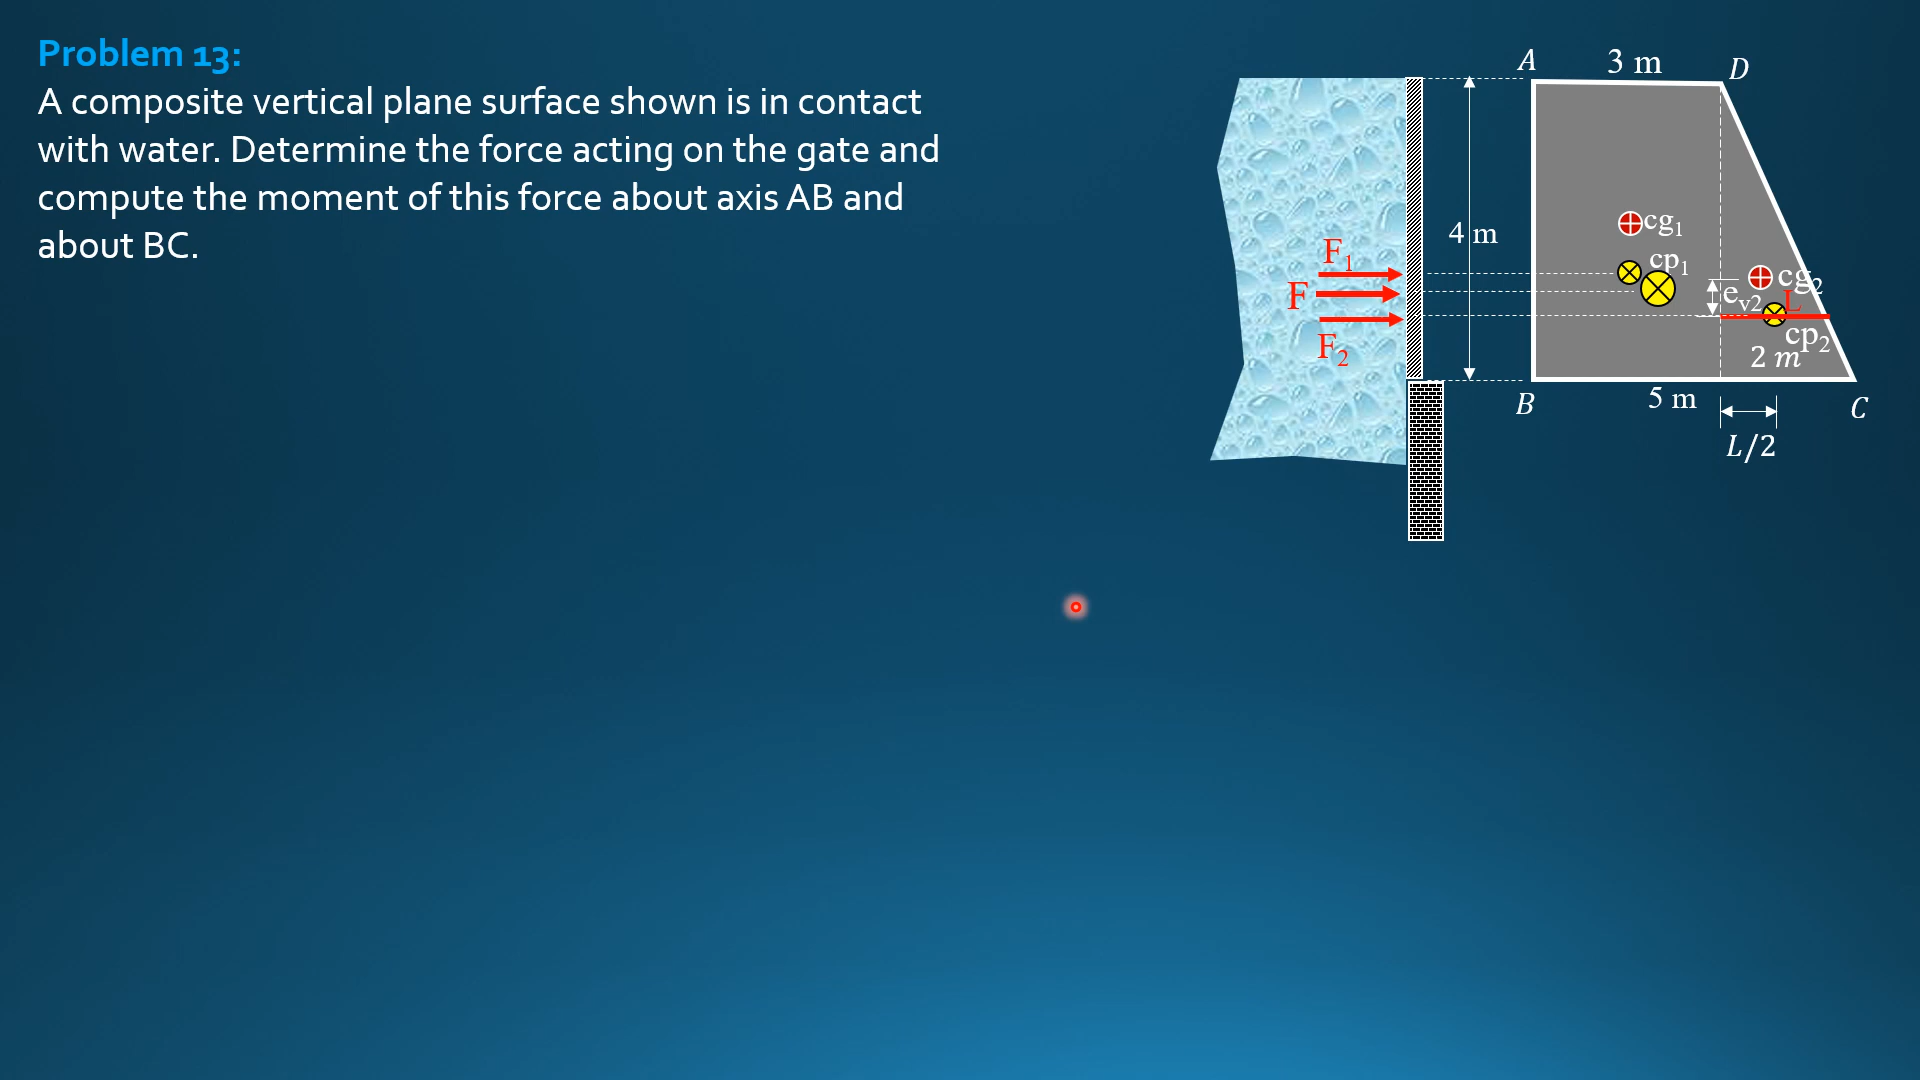 Problem 13:
A composite vertical plane surface shown is in contact
with water. Determine the force acting on the gate and
compute the moment of this force about axis AB and
about BC.
A
3 m
D
4 m
cg₁
cp₁
F₁
F
F₂
cg₂
eᵥ₂
L
cp₂
2 m
B
5 m
C
L/2